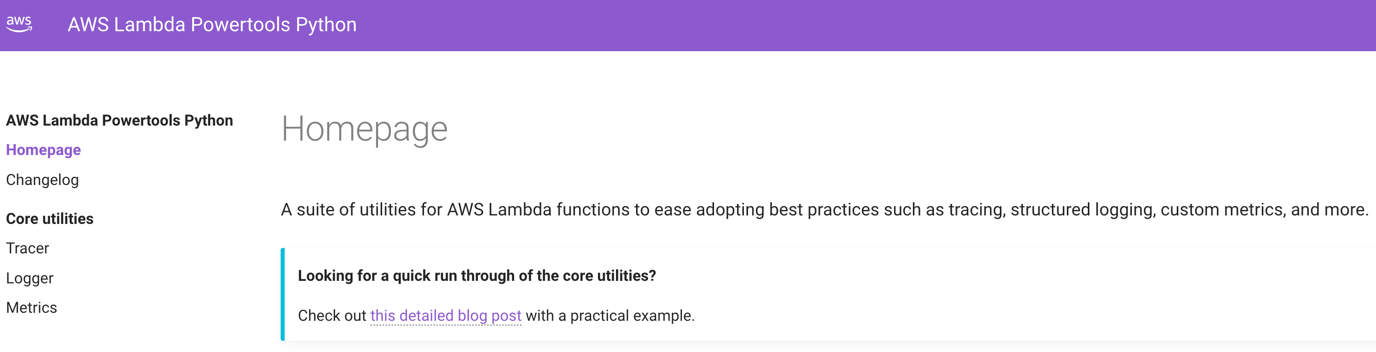 aws
AWS Lambda Powertools Python
AWS Lambda Powertools Python
Homepage
Changelog
Core utilities
Tracer
Logger
Metrics
Homepage
A suite of utilities for AWS Lambda functions to ease adopting best practices such as tracing, structured logging, custom metrics, and more.
Looking for a quick run through of the core utilities?
Check out this detailed blog post with a practical example.